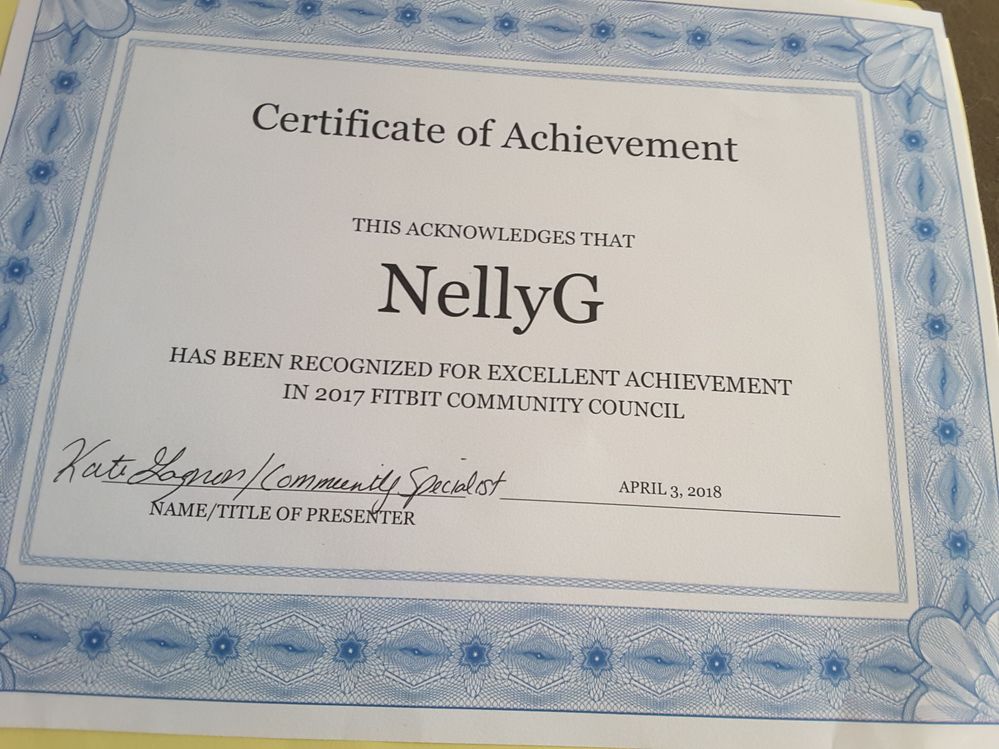 Certificate of Achievement
THIS ACKNOWLEDGES THAT
NellyG
HAS BEEN RECOGNIZED FOR EXCELLENT ACHIEVEMENT
IN 2017 FITBIT COMMUNITY COUNCIL
Kate Gagnon/Community Specialist APRIL 3, 2018
NAME/TITLE OF PRESENTER